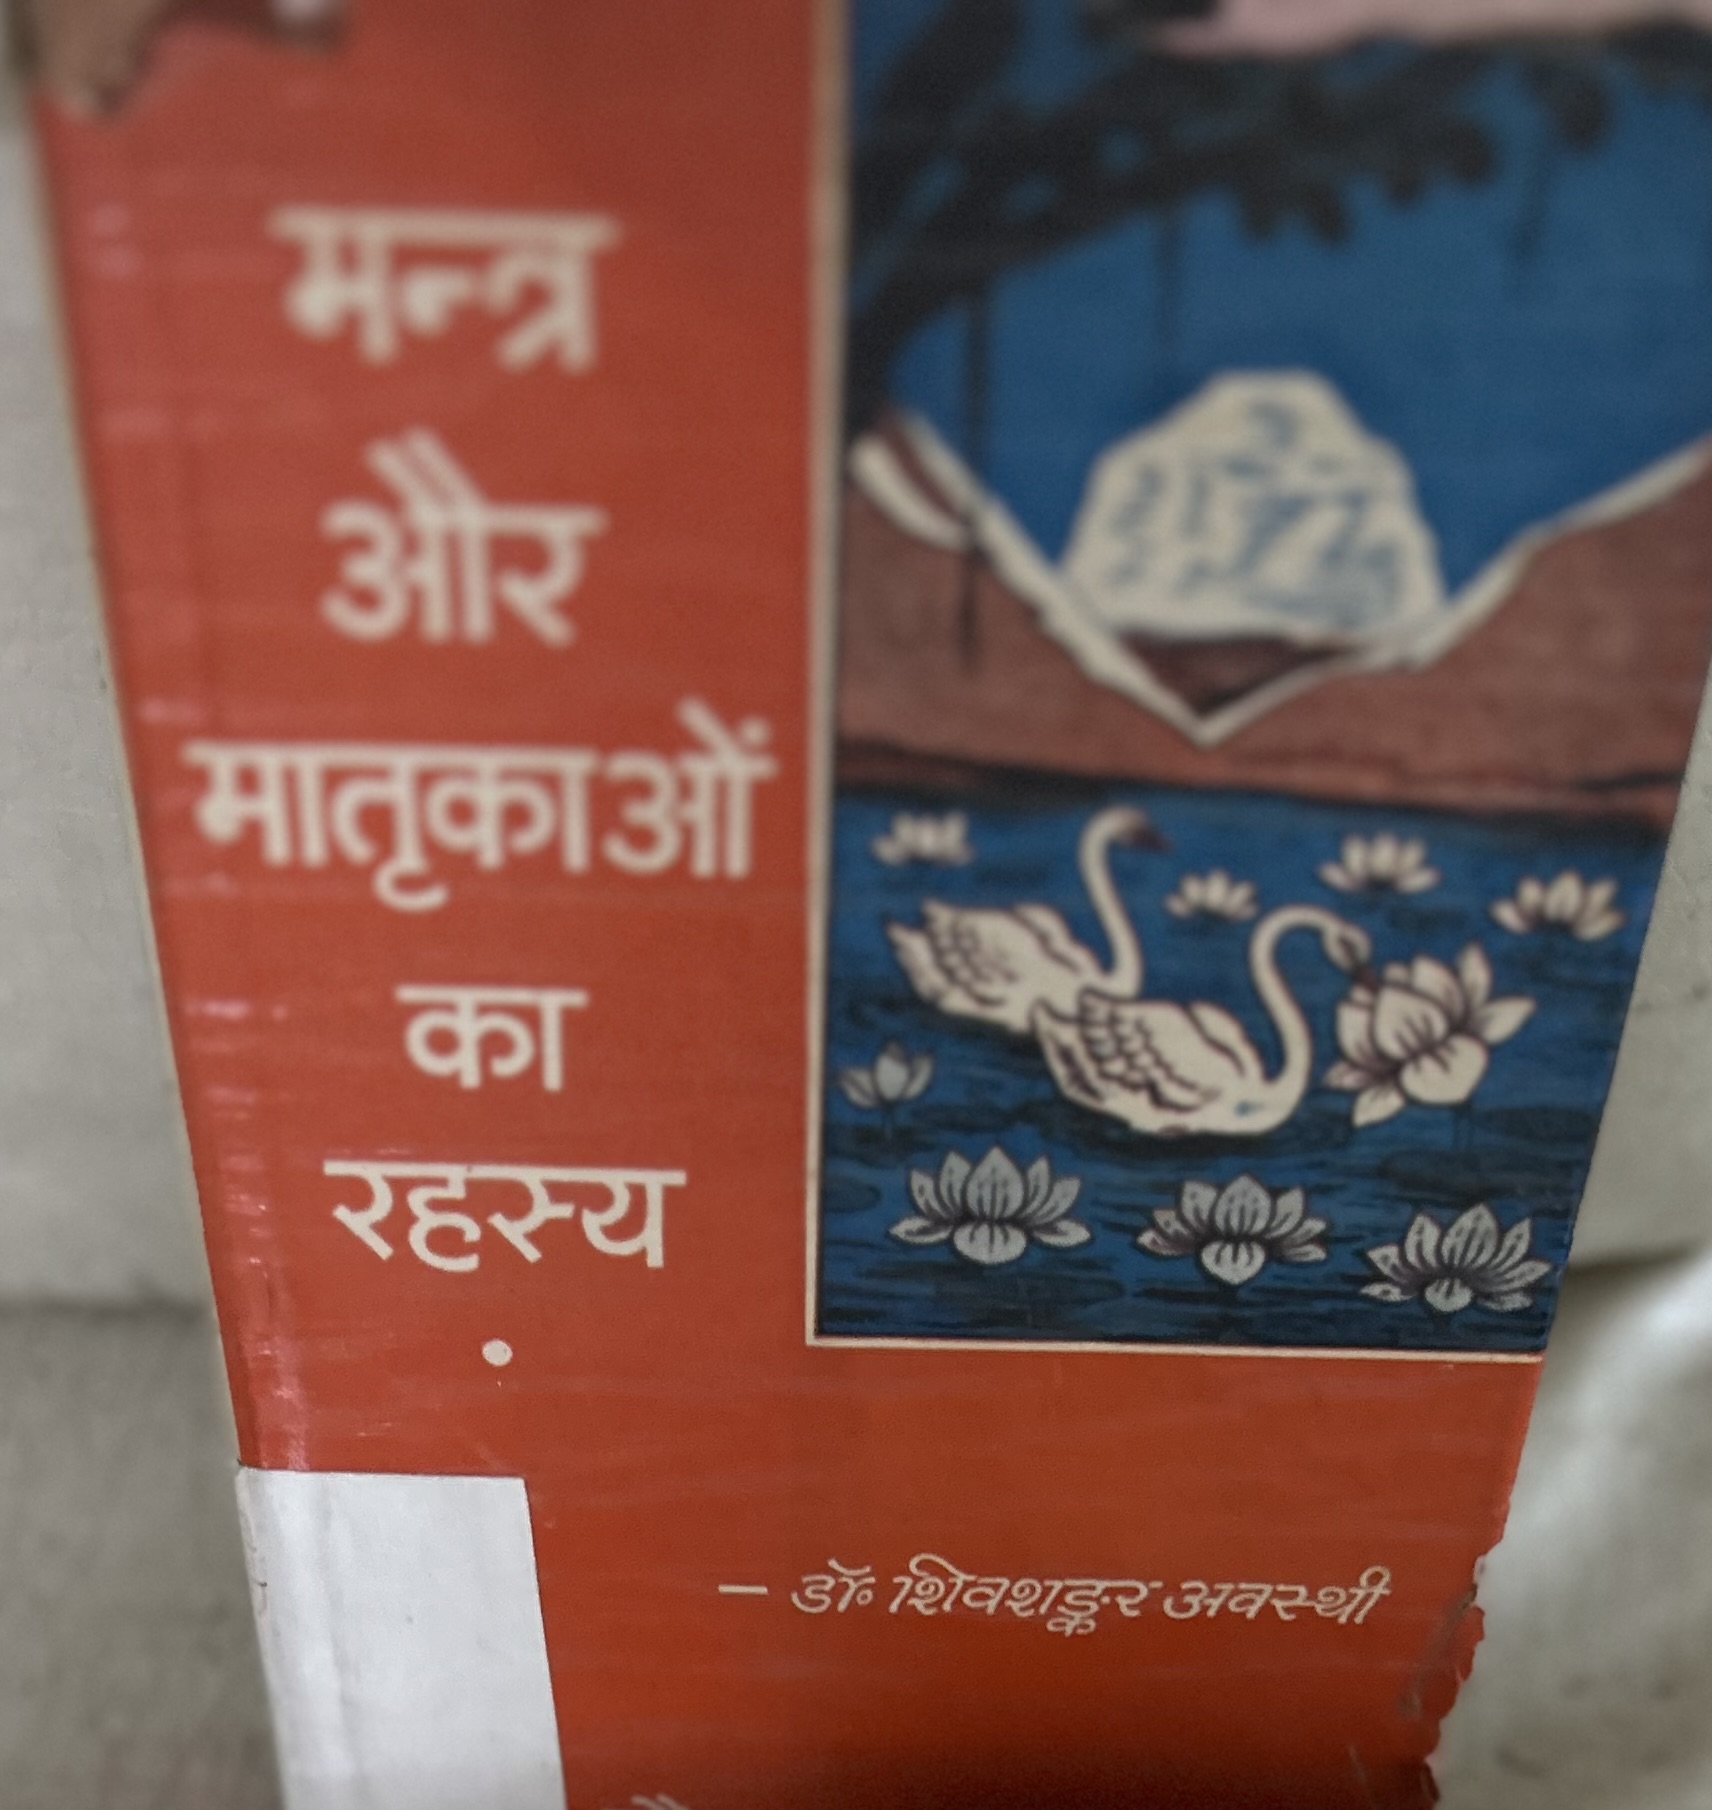 मन्त्र
और
मातृकाओं
का
रहस्य
– डॉ॰ शिवशङ्कर अवस्थी